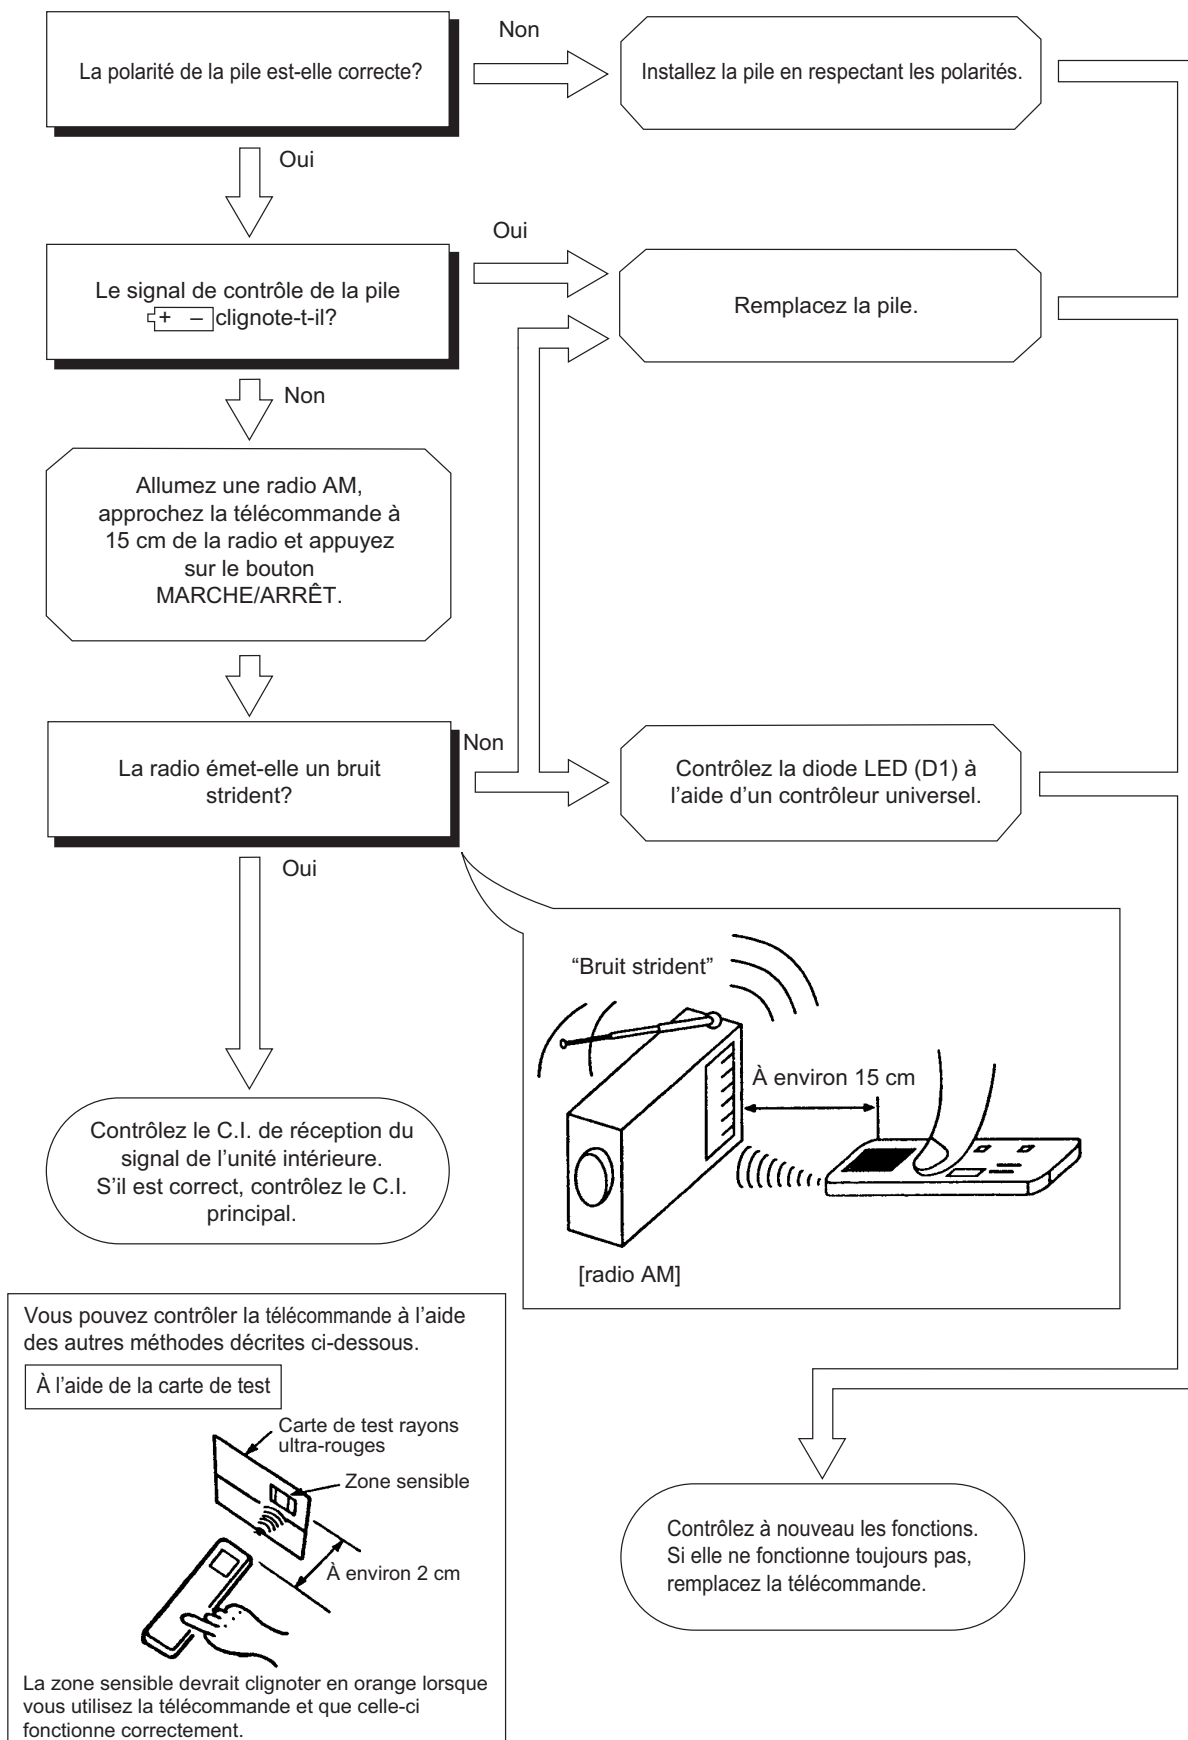 Non
La polarité de la pile est-elle correcte?
Installez la pile en respectant les polarités.
Oui
Oui
Le signal de contrôle de la pile
+ – clignote-t-il?
Remplacez la pile.
Non
Allumez une radio AM,
approchez la télécommande à
15 cm de la radio et appuyez
sur le bouton
MARCHE/ARRÊT.
Non
La radio émet-elle un bruit
strident?
Contrôlez la diode LED (D1) à
l’aide d’un contrôleur universel.
Oui
“Bruit strident”
À environ 15 cm
[radio AM]
Contrôlez le C.I. de réception du
signal de l’unité intérieure.
S’il est correct, contrôlez le C.I.
principal.
Vous pouvez contrôler la télécommande à l’aide
des autres méthodes décrites ci-dessous.
À l’aide de la carte de test
Carte de test rayons
ultra-rouges
Zone sensible
À environ 2 cm
La zone sensible devrait clignoter en orange lorsque
vous utilisez la télécommande et que celle-ci
fonctionne correctement.
Contrôlez à nouveau les fonctions.
Si elle ne fonctionne toujours pas,
remplacez la télécommande.